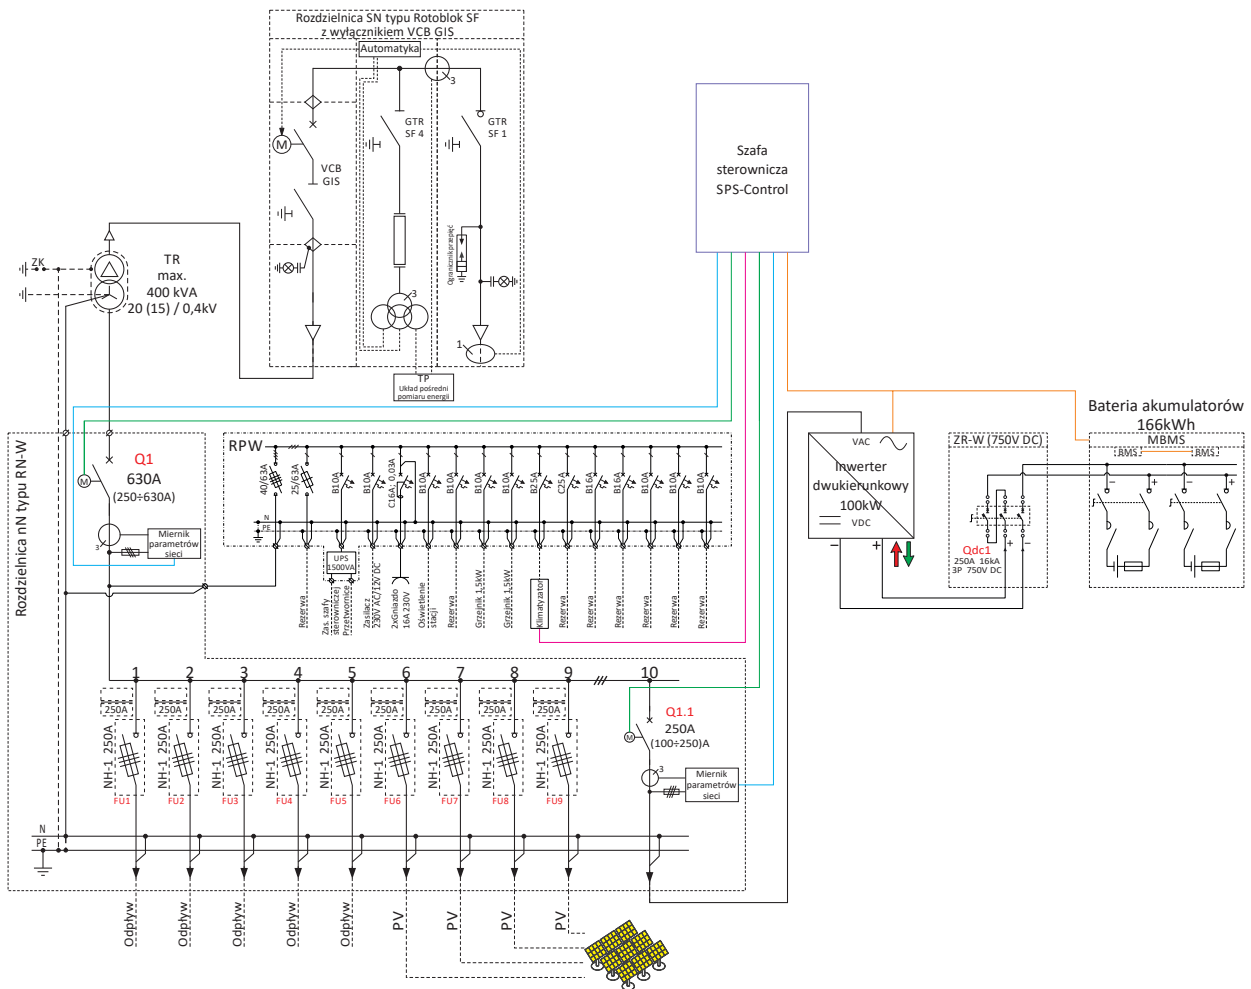 Rozdzielnica SN typu Rotoblok SF
z wyłącznikiem VCB GIS
Automatyka
3
GTR
SF 4
GTR
SF 1
M
VCB
GIS
Ogranicznik przepięć
3
1
TP
Układ pośredni
pomiaru energii
Szafa
sterownicza
SPS-Control
ZK
TR
max.
400 kVA
20 (15) / 0,4kV
Rozdzielnica nN typu RN-W
Q1
630A
(250÷630A)
M
3
Miernik
parametrów
sieci
RPW
40/63A
25/63A
B10A
B10A
C16A; 0,03A
B10A
B10A
B10A
B10A
B25A
C25A
B16A
B16A
B10A
B10A
B10A
N
PE
UPS
1500VA
Rezerwa
Zas. szafy
sterowniczej
Przetwornice
Zasilacz
230V AC/12V DC
2xGniazdo
16A 230V
Oświetlenie
stacji
Rezerwa
Grzejnik 1,5kW
Grzejnik 1,5kW
Klimatyzator
Rezerwa
Rezerwa
Rezerwa
Rezerwa
Rezerwa
Rezerwa
VAC
Inwerter
dwukierunkowy
100kW
VDC
−
+
ZR-W (750V DC)
Qdc1
250A 16kA
3P 750V DC
+
−
Bateria akumulatorów
166kWh
MBMS
BMS
BMS
−
+
−
+
1
2
3
4
5
6
7
8
9
10
250A
250A
250A
250A
250A
250A
250A
250A
250A
NH-1 250A
NH-1 250A
NH-1 250A
NH-1 250A
NH-1 250A
NH-1 250A
NH-1 250A
NH-1 250A
NH-1 250A
FU1
FU2
FU3
FU4
FU5
FU6
FU7
FU8
FU9
Q1.1
250A
(100÷250)A
M
3
Miernik
parametrów
sieci
N
PE
Odpływ
Odpływ
Odpływ
Odpływ
Odpływ
PV
PV
PV
PV